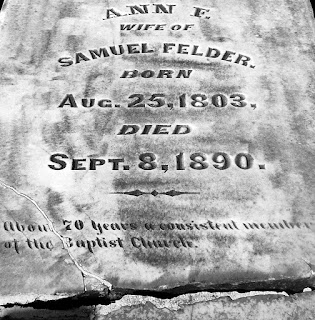 ANN F.
WIFE OF
SAMUEL FELDER.
BORN
AUG. 25, 1803,
DIED
SEPT. 8, 1890.
About 70 Years a consistent member
of the Baptist Church.